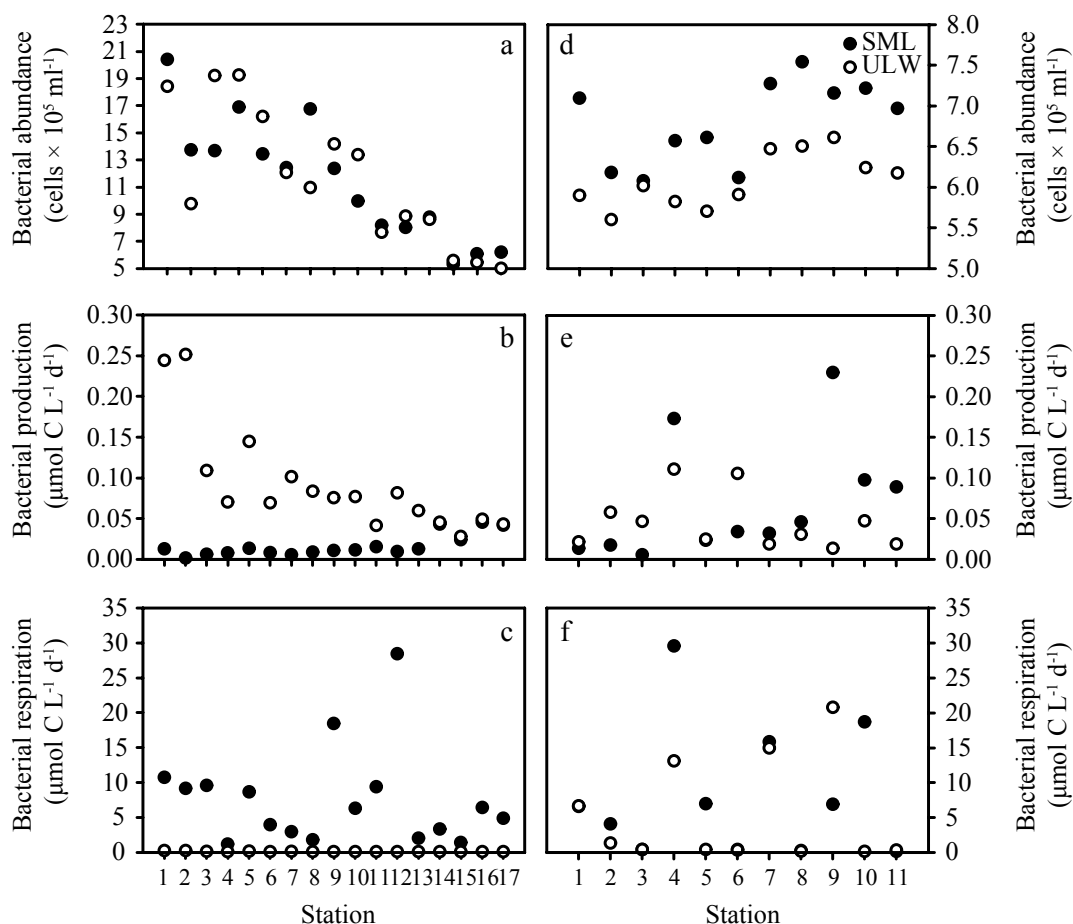 Bacterial abundance
(cells × 10⁵ ml⁻¹)
23
21
19
17
15
13
11
9
7
5
a
d
SML
ULW
8.0
7.5
7.0
6.5
6.0
5.5
5.0
Bacterial abundance
(cells × 10⁵ ml⁻¹)
Bacterial production
(µmol C L⁻¹ d⁻¹)
0.30
0.25
0.20
0.15
0.10
0.05
0.00
b
e
0.30
0.25
0.20
0.15
0.10
0.05
0.00
Bacterial production
(µmol C L⁻¹ d⁻¹)
Bacterial respiration
(µmol C L⁻¹ d⁻¹)
35
30
25
20
15
10
5
0
c
f
35
30
25
20
15
10
5
0
Bacterial respiration
(µmol C L⁻¹ d⁻¹)
1 2 3 4 5 6 7 8 9 10 11 12 13 14 15 16 17
1 2 3 4 5 6 7 8 9 10 11
Station
Station